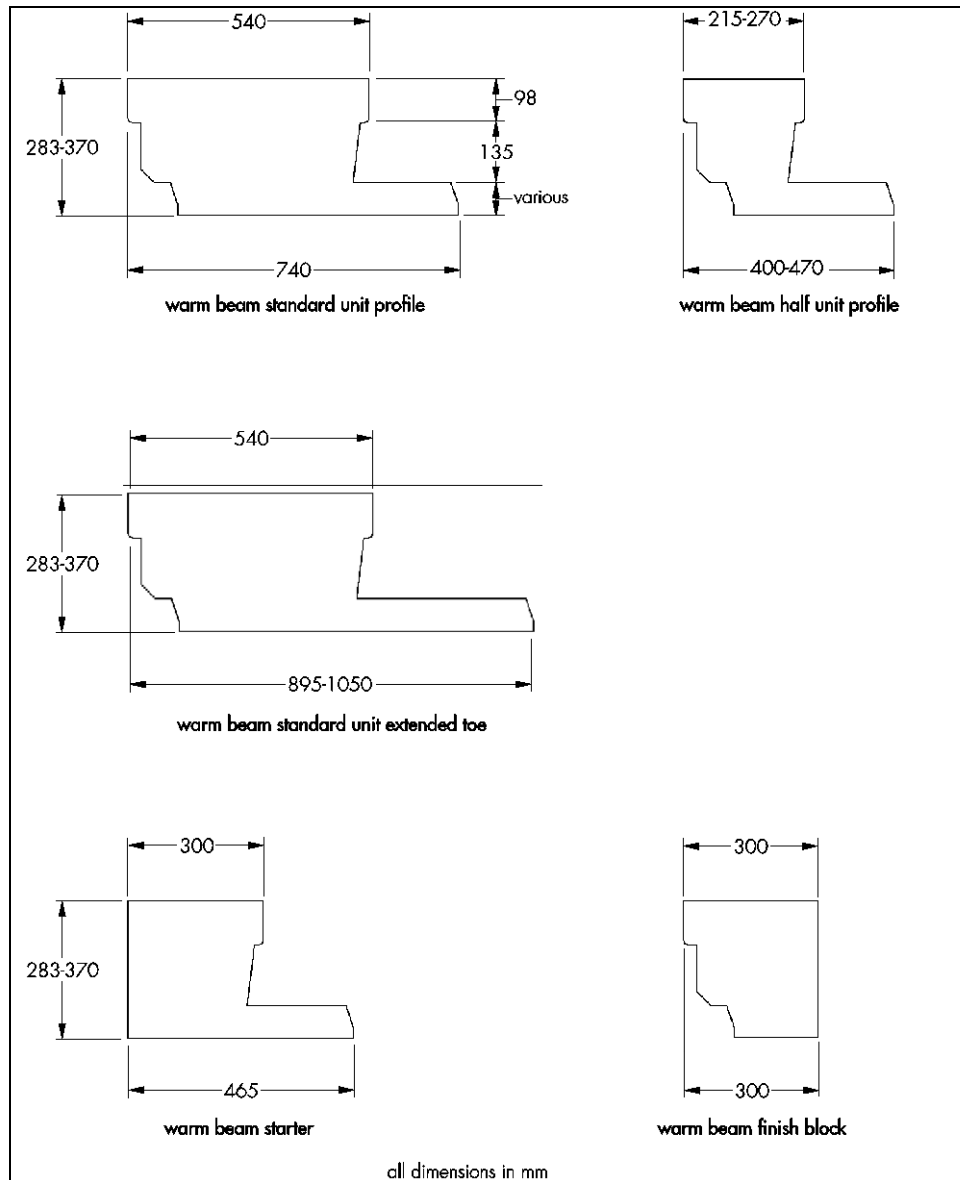 540
215-270
98
283-370
135
various
740
400-470
warm beam standard unit profile
warm beam half unit profile
540
283-370
895-1050
warm beam standard unit extended toe
300
300
283-370
465
300
warm beam starter
warm beam finish block
all dimensions in mm